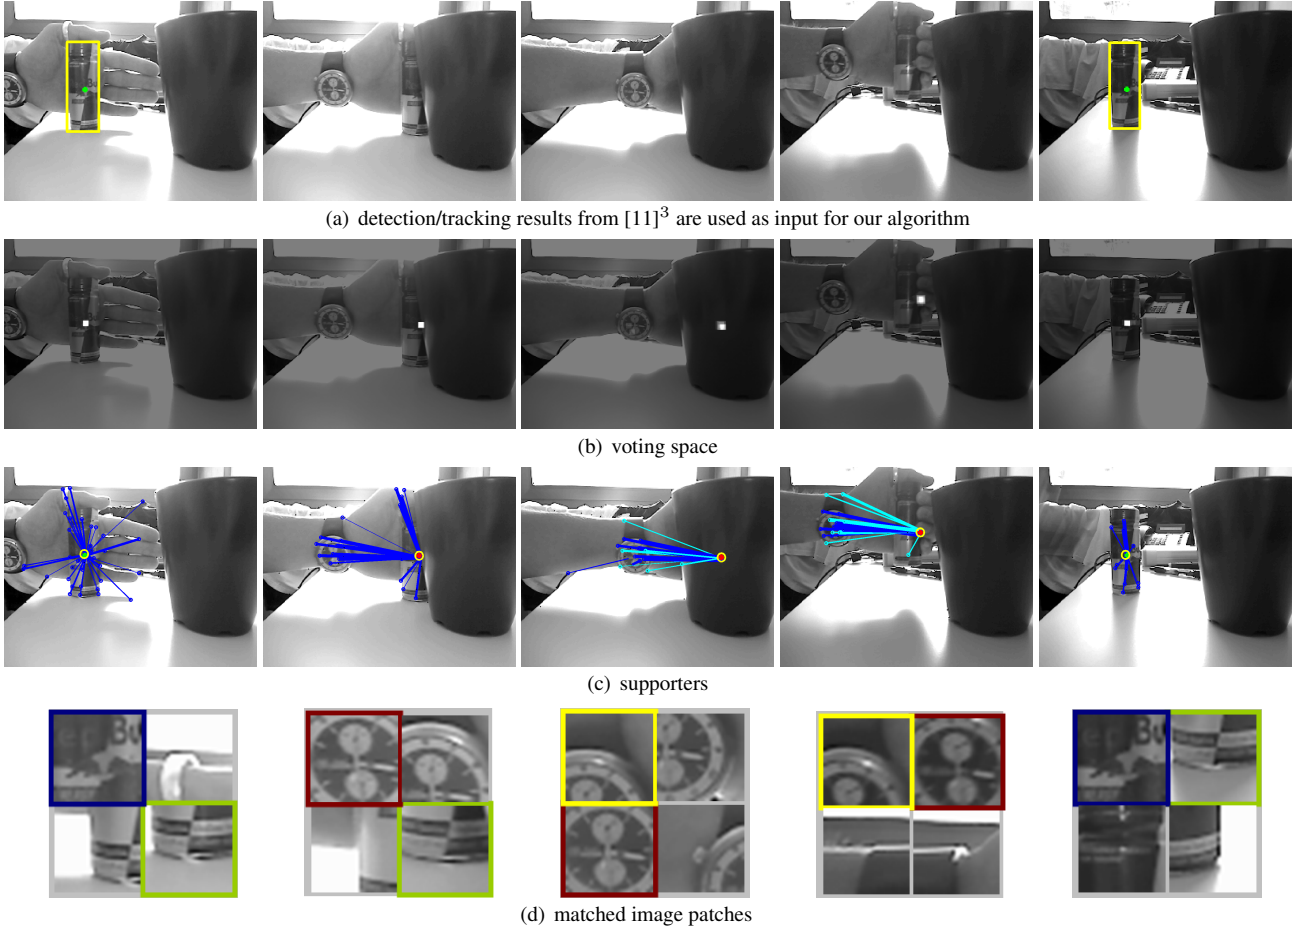 (a) detection/tracking results from [11]³ are used as input for our algorithm
(b) voting space
(c) supporters
Bu
(d) matched image patches